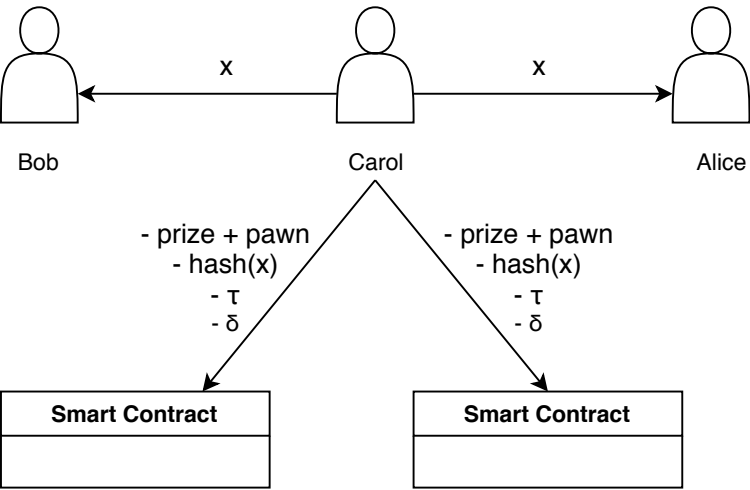 x
x
Bob
Carol
Alice
- prize + pawn
- hash(x)
- τ
- δ
- prize + pawn
- hash(x)
- τ
- δ
Smart Contract
Smart Contract